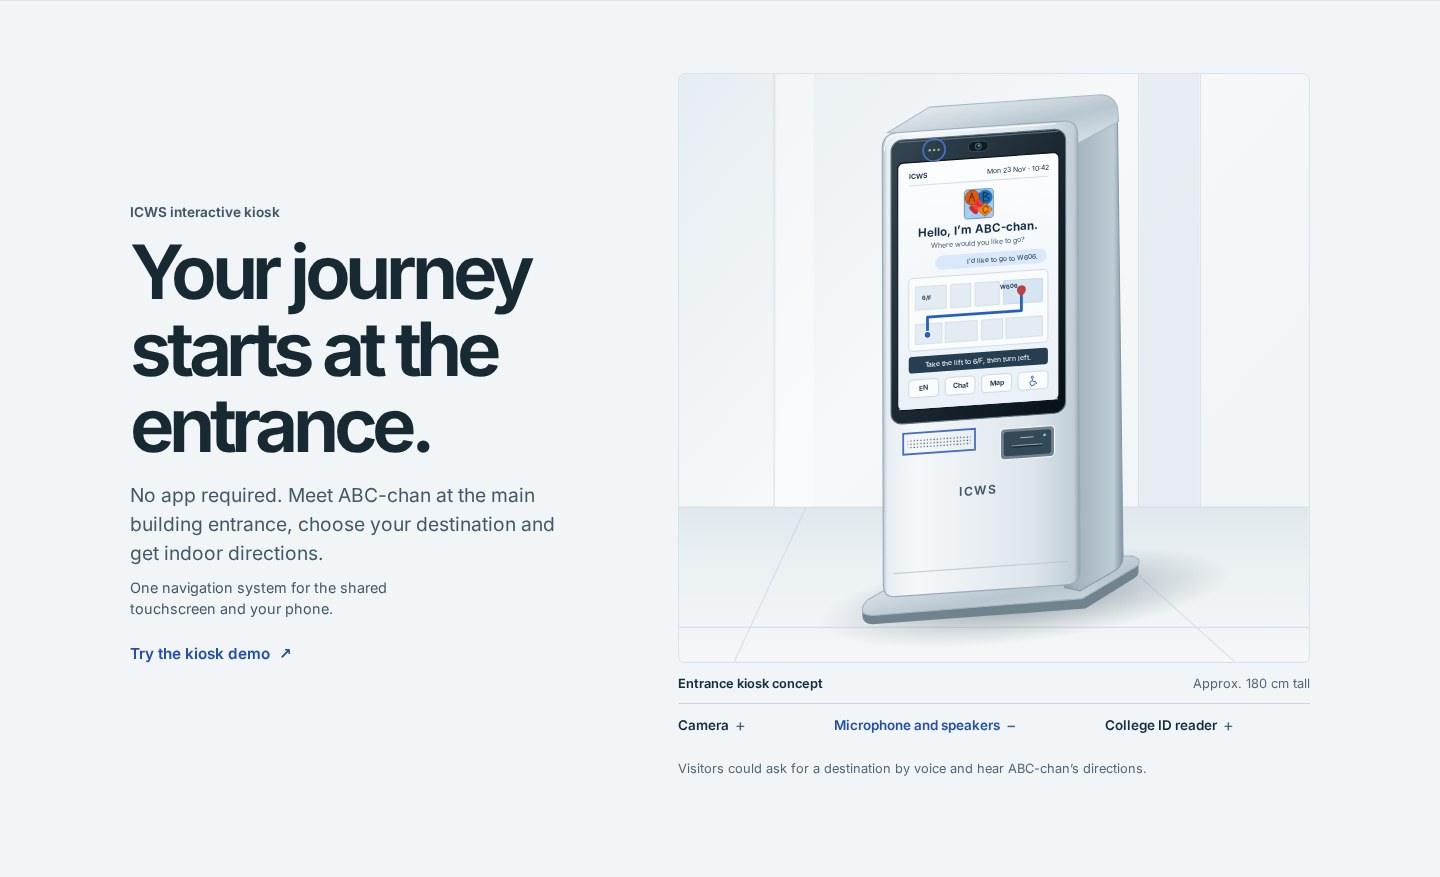 ICWS interactive kiosk
Your journey
starts at the
entrance.
No app required. Meet ABC-chan at the main
building entrance, choose your destination and
get indoor directions.
One navigation system for the shared
touchscreen and your phone.
Try the kiosk demo ↗
ICWS Mon 23 Nov · 10:42
A B C
Hello, I'm ABC-chan.
Where would you like to go?
I'd like to go to W606.
W606
6/F
Take the lift to 6/F, then turn left.
EN Chat Map
ICWS
Entrance kiosk concept Approx. 180 cm tall
Camera + Microphone and speakers − College ID reader +
Visitors could ask for a destination by voice and hear ABC-chan’s directions.